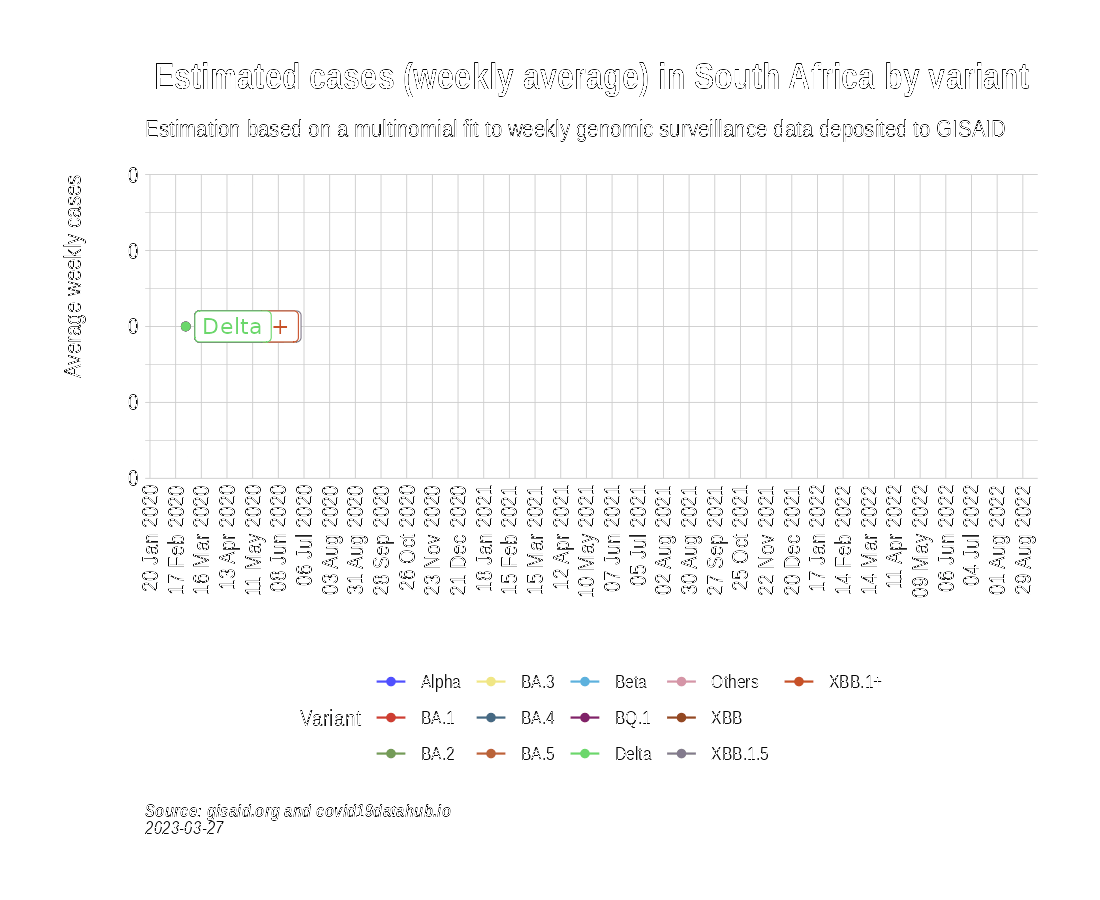 Estimated cases (weekly average) in South Africa by variant
Estimation based on a multinomial fit to weekly genomic surveillance data deposited to GISAID
Average weekly cases
0
0
0
0
0
Delta
+
20 Jan 2020
17 Feb 2020
16 Mar 2020
13 Apr 2020
11 May 2020
08 Jun 2020
06 Jul 2020
03 Aug 2020
31 Aug 2020
28 Sep 2020
26 Oct 2020
23 Nov 2020
21 Dec 2020
18 Jan 2021
15 Feb 2021
15 Mar 2021
12 Apr 2021
10 May 2021
07 Jun 2021
05 Jul 2021
02 Aug 2021
30 Aug 2021
27 Sep 2021
25 Oct 2021
22 Nov 2021
20 Dec 2021
17 Jan 2022
14 Feb 2022
14 Mar 2022
11 Apr 2022
09 May 2022
06 Jun 2022
04 Jul 2022
01 Aug 2022
29 Aug 2022
Variant
Alpha
BA.1
BA.2
BA.3
BA.4
BA.5
Beta
BQ.1
Delta
Others
XBB
XBB.1.5
XBB.1+
Source: gisaid.org and covid19datahub.io
2023-03-27